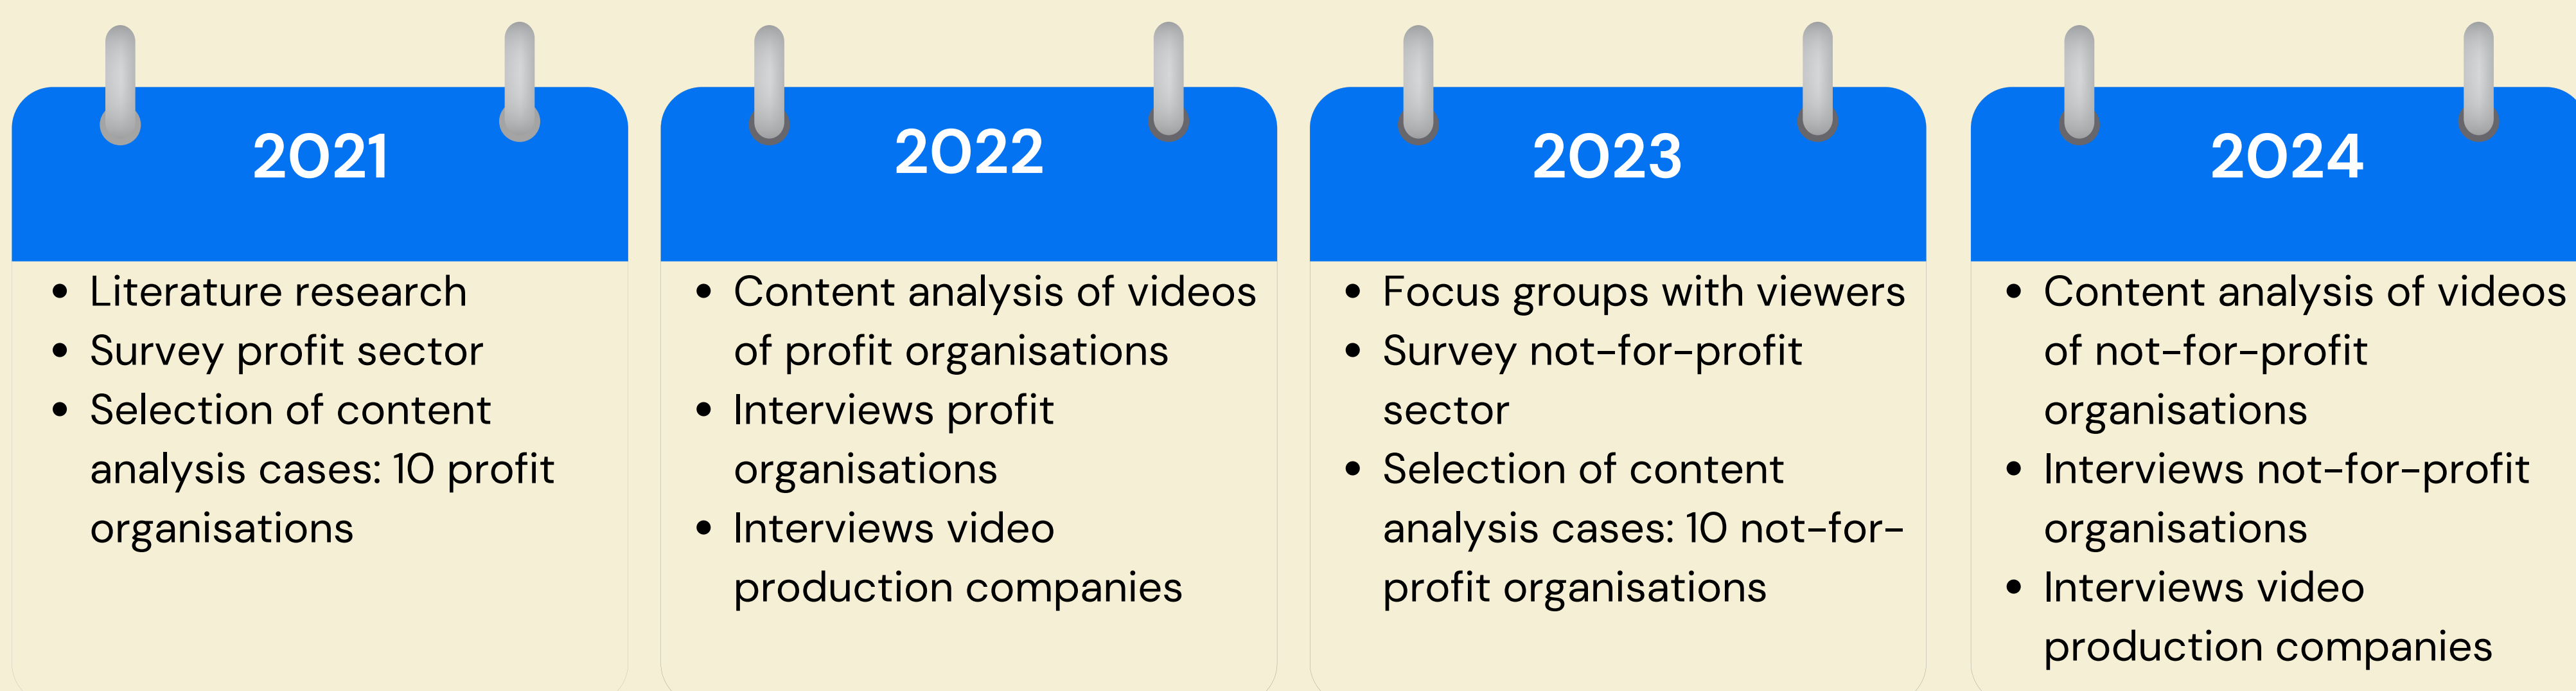 2021
• Literature research
• Survey profit sector
• Selection of content
analysis cases: 10 profit
organisations
2022
• Content analysis of videos
of profit organisations
• Interviews profit
organisations
• Interviews video
production companies
2023
• Focus groups with viewers
• Survey not-for-profit
sector
• Selection of content
analysis cases: 10 not-for-
profit organisations
2024
• Content analysis of videos
of not-for-profit
organisations
• Interviews not-for-profit
organisations
• Interviews video
production companies